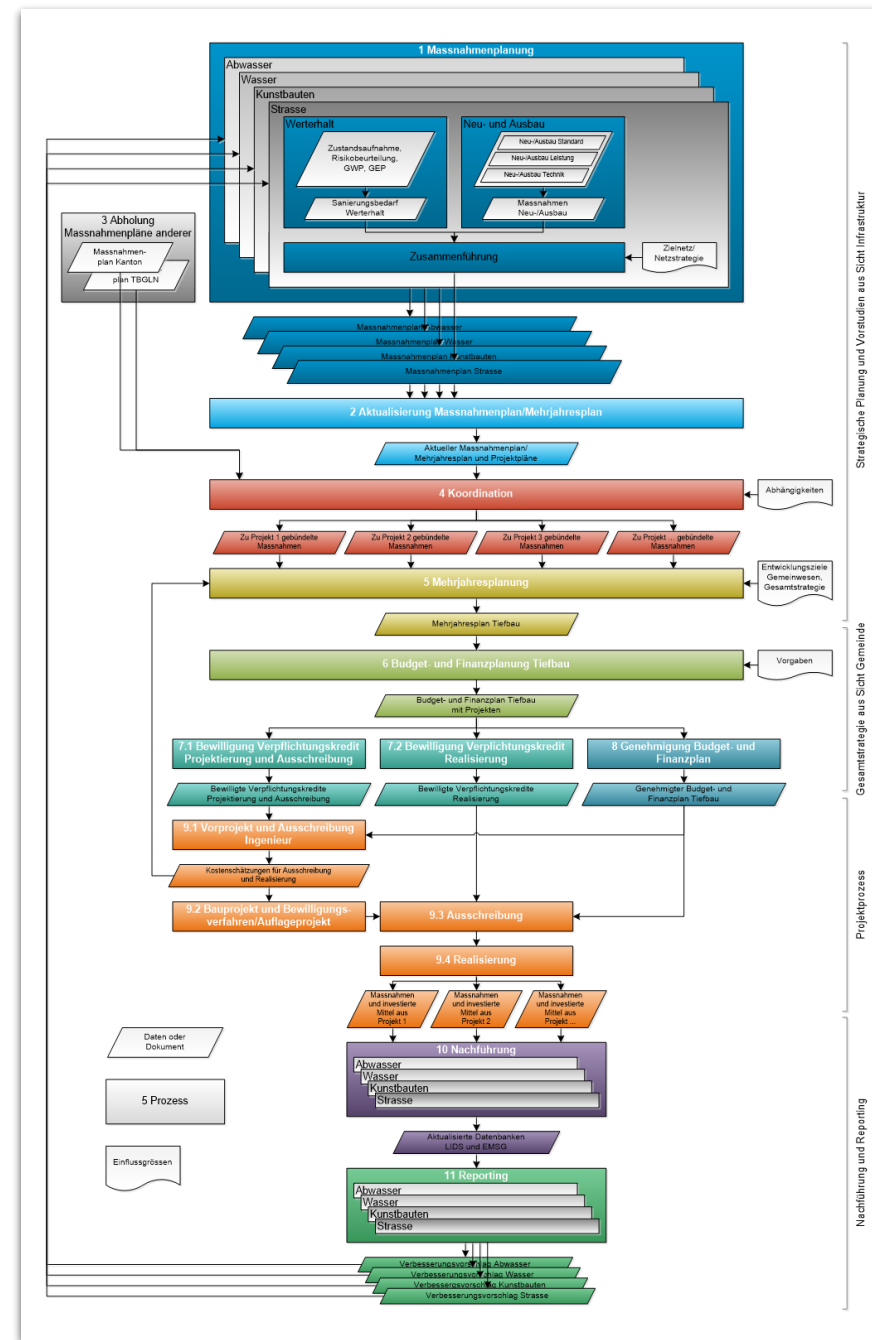 1 Massnahmenplanung
Abwasser
Wasser
Kunstbauten
Strasse
Werterhalt
Zustandsaufnahme,
Risikobeurteilung,
GWP, GEP
Sanierungsbedarf
Werterhalt
Neu- und Ausbau
Neu-/Ausbau Standard
Neu-/Ausbau Leistung
Neu-/Ausbau Technik
Massnahmen
Neu-/Ausbau
Zusammenführung
Zielnetz/
Netzstrategie
3 Abholung
Massnahmenpläne anderer
Massnahmen-
plan Kanton
plan TBGLN
Massnahmenplan Abwasser
Massnahmenplan Wasser
Massnahmenplan Kunstbauten
Massnahmenplan Strasse
2 Aktualisierung Massnahmenplan/Mehrjahresplan
Aktueller Massnahmenplan/
Mehrjahresplan und Projektpläne
4 Koordination
Abhängigkeiten
Zu Projekt 1 gebündelte
Massnahmen
Zu Projekt 2 gebündelte
Massnahmen
Zu Projekt 3 gebündelte
Massnahmen
Zu Projekt ... gebündelte
Massnahmen
5 Mehrjahresplanung
Entwicklungsziele
Gemeinwesen,
Gesamtstrategie
Mehrjahresplan Tiefbau
Strategische Planung und Vorstudien aus Sicht Infrastruktur
6 Budget- und Finanzplanung Tiefbau
Vorgaben
Budget- und Finanzplan Tiefbau
mit Projekten
7.1 Bewilligung Verpflichtungskredit
Projektierung und Ausschreibung
7.2 Bewilligung Verplichtungskredit
Realisierung
8 Genehmigung Budget- und
Finanzplan
Bewilligte Verpflichtungskredite
Projektierung und Ausschreibung
Bewilligte Verpflichtungskredite
Realisierung
Genehmigter Budget- und
Finanzplan Tiefbau
Gesamtstrategie aus Sicht Gemeinde
9.1 Vorprojekt und Ausschreibung
Ingenieur
Kostenschätzungen für Ausschreibung
und Realisierung
9.2 Bauprojekt und Bewilligungs-
verfahren/Auflageprojekt
9.3 Ausschreibung
9.4 Realisierung
Massnahmen
und investierte
Mittel aus
Projekt 1
Massnahmen
und investierte
Mittel aus
Projekt 2
Massnahmen
und investierte
Mittel aus
Projekt ...
Projektprozess
Daten oder
Dokument
5 Prozess
Einflussgrössen
10 Nachführung
Abwasser
Wasser
Kunstbauten
Strasse
Aktualisierte Datenbanken
LIDS und EMSG
11 Reporting
Abwasser
Wasser
Kunstbauten
Strasse
Verbesserungsvorschlag Abwasser
Verbesserungsvorschlag Wasser
Verbessergsvorschlag Kunstbauten
Verbesserungsvorschlag Strasse
Nachführung und Reporting